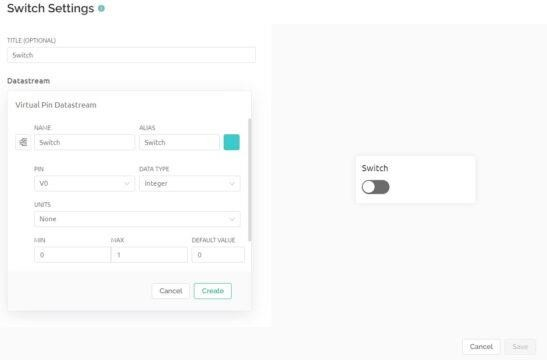 Switch Settings
TITLE (OPTIONAL)
Switch
Datastream
Virtual Pin Datastream
NAME ALIAS
Switch Switch
PIN DATA TYPE
V0 Integer
UNITS
None
MIN MAX DEFAULT VALUE
0 1 0
Cancel Create
Switch
Cancel Save